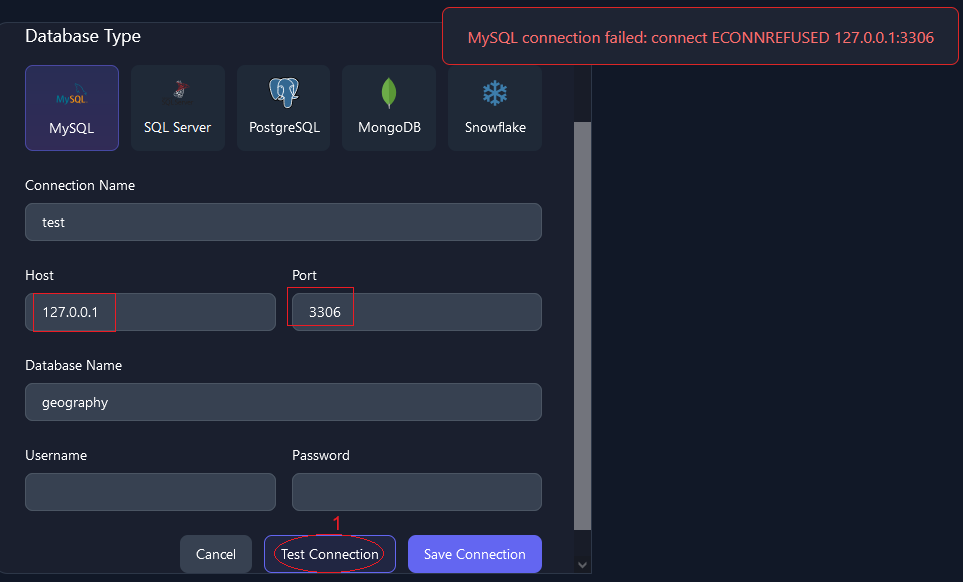 Database Type
MySQL connection failed: connect ECONNREFUSED 127.0.0.1:3306
MySQL
MySQL
SQL Server
PostgreSQL
MongoDB
Snowflake
Connection Name
test
Host
Port
127.0.0.1
3306
Database Name
geography
Username
Password
1
Cancel
Test Connection
Save Connection